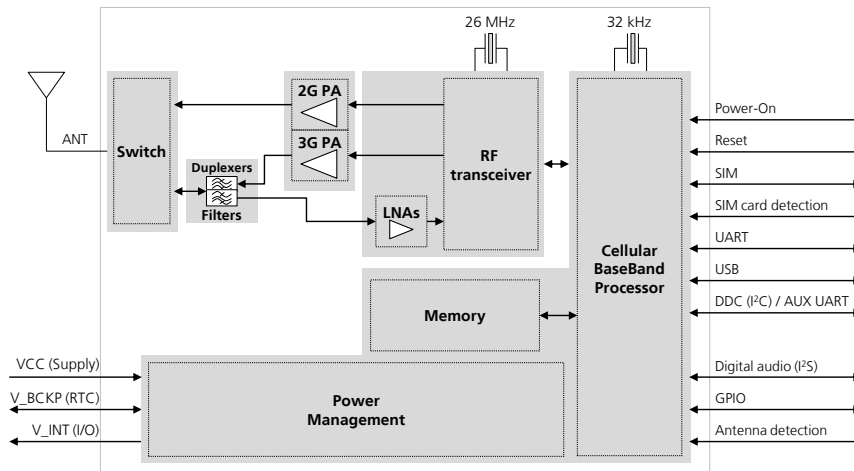 26 MHz
32 kHz
ANT
Switch
2G PA
3G PA
Duplexers
Filters
LNAs
RF
transceiver
Cellular
BaseBand
Processor
Memory
Power
Management
Power-On
Reset
SIM
SIM card detection
UART
USB
DDC (I²C) / AUX UART
Digital audio (I²S)
GPIO
Antenna detection
VCC (Supply)
V_BCKP (RTC)
V_INT (I/O)